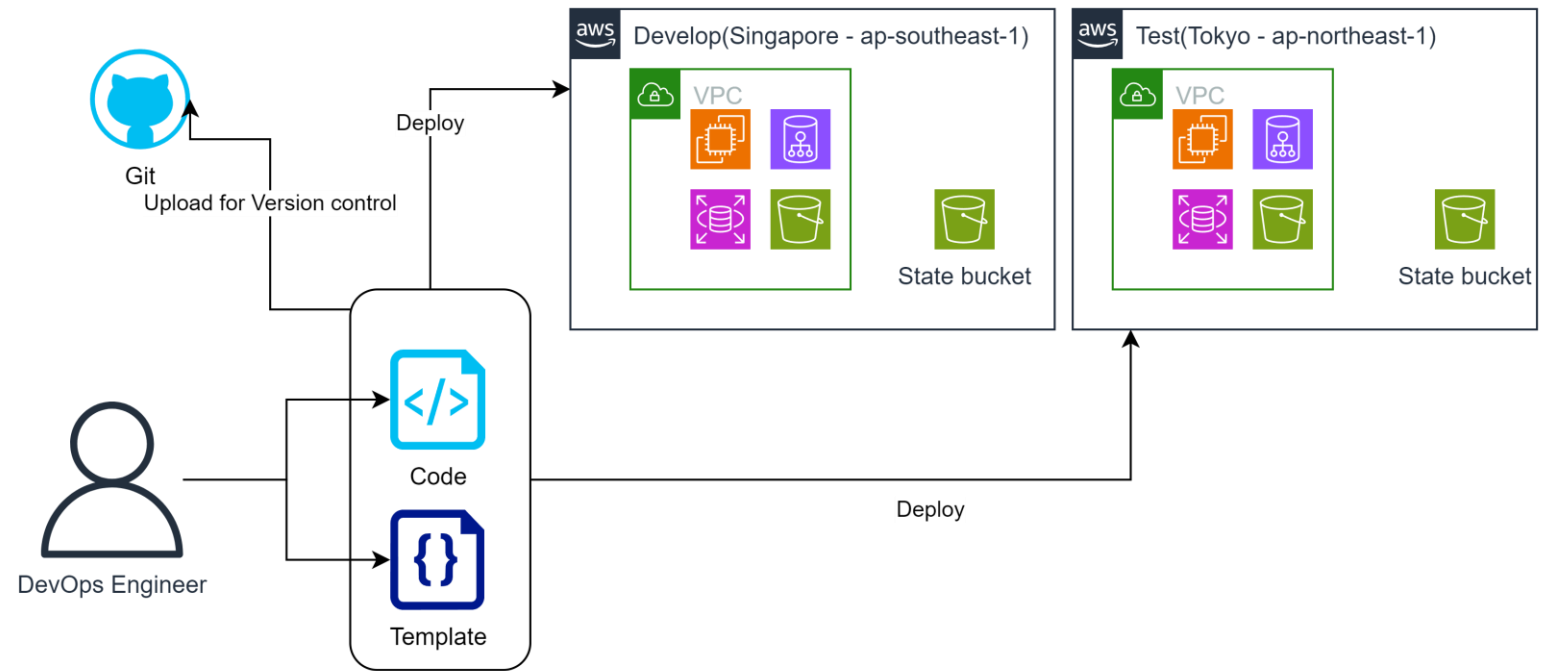 aws
Develop(Singapore - ap-southeast-1)
aws
Test(Tokyo - ap-northeast-1)
VPC
VPC
Deploy
Git
Upload for Version control
State bucket
State bucket
</>
Code
Deploy
{}
DevOps Engineer
Template